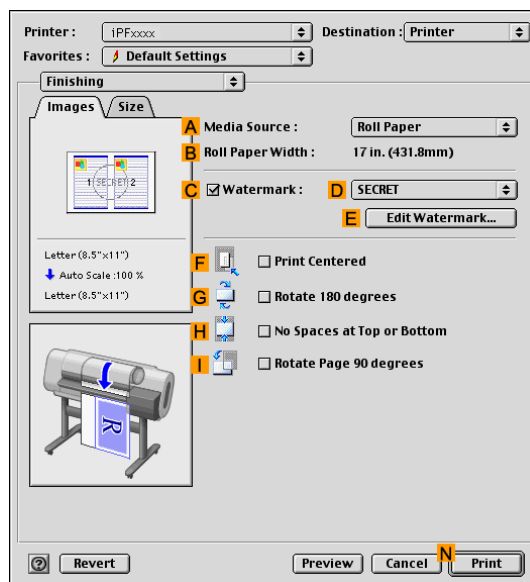 Printer : iPFxxxx Destination : Printer
Favorites : Default Settings
Finishing
Images Size
A Media Source : Roll Paper
B Roll Paper Width : 17 in. (431.8mm)
1 SECRET 2
C Watermark : D SECRET
E Edit Watermark...
Letter (8.5"x11")
F Print Centered
Auto Scale :100 %
Letter (8.5"x11")
G Rotate 180 degrees
H No Spaces at Top or Bottom
I Rotate Page 90 degrees
R
N
? Revert Preview Cancel Print